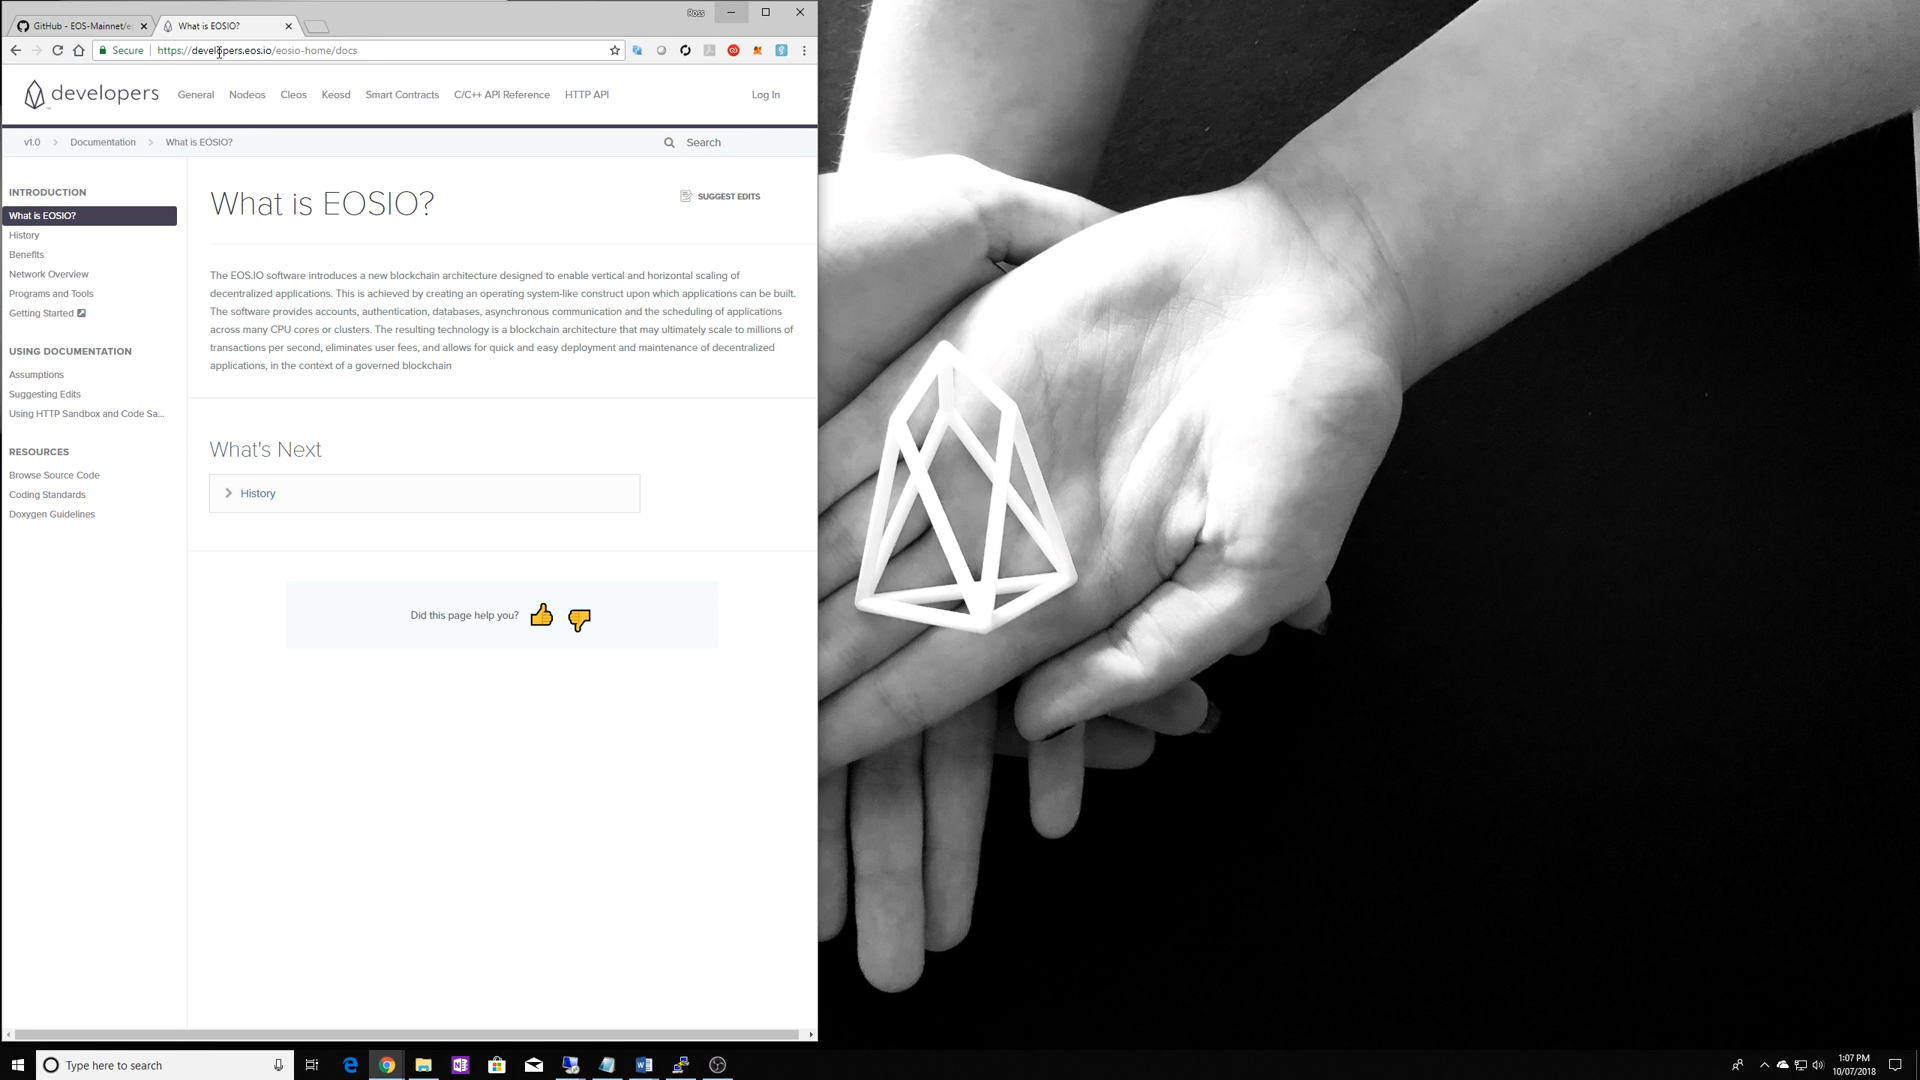 Ross
GitHub - EOS-Mainnet/e
What is EOSIO?
Secure
https://developers.eos.io/eosio-home/docs
developers
General
Nodeos
Cleos
Keosd
Smart Contracts
C/C++ API Reference
HTTP API
Log In
v1.0
Documentation
What is EOSIO?
Search
INTRODUCTION
What is EOSIO?
History
Benefits
Network Overview
Programs and Tools
Getting Started
USING DOCUMENTATION
Assumptions
Suggesting Edits
Using HTTP Sandbox and Code Sa...
RESOURCES
Browse Source Code
Coding Standards
Doxygen Guidelines
What is EOSIO?
SUGGEST EDITS
The EOS.IO software introduces a new blockchain architecture designed to enable vertical and horizontal scaling of
decentralized applications. This is achieved by creating an operating system-like construct upon which applications can be built.
The software provides accounts, authentication, databases, asynchronous communication and the scheduling of applications
across many CPU cores or clusters. The resulting technology is a blockchain architecture that may ultimately scale to millions of
transactions per second, eliminates user fees, and allows for quick and easy deployment and maintenance of decentralized
applications, in the context of a governed blockchain
What's Next
History
Did this page help you?
Type here to search
1:07 PM
10/07/2018